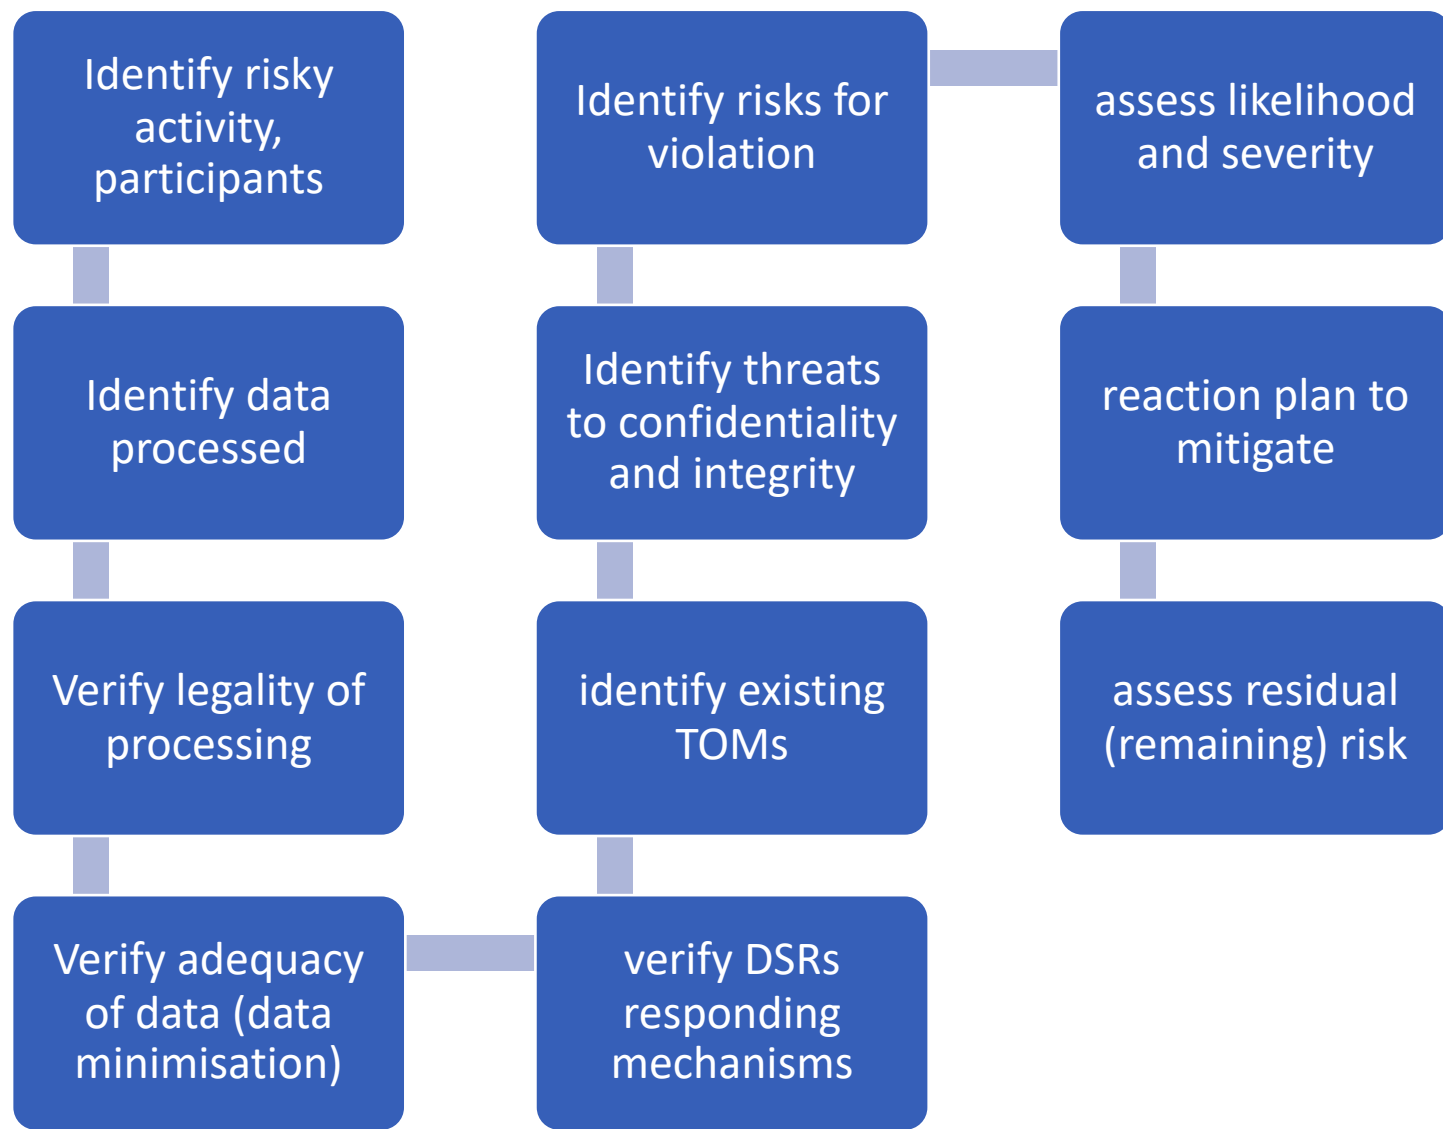 Identify risky
activity,
participants
Identify data
processed
Verify legality of
processing
Verify adequacy
of data (data
minimisation)
verify DSRs
responding
mechanisms
identify existing
TOMs
Identify threats
to confidentiality
and integrity
Identify risks for
violation
assess likelihood
and severity
reaction plan to
mitigate
assess residual
(remaining) risk